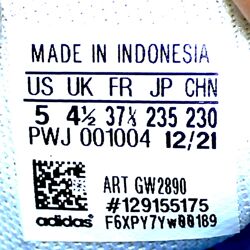 MADE IN INDONESIA
US UK FR JP CHN
5 4½ 37⅓ 235 230
PWJ 001004 12/21
ART GW2890
#129155175
adidas F6XPY7Yw00189